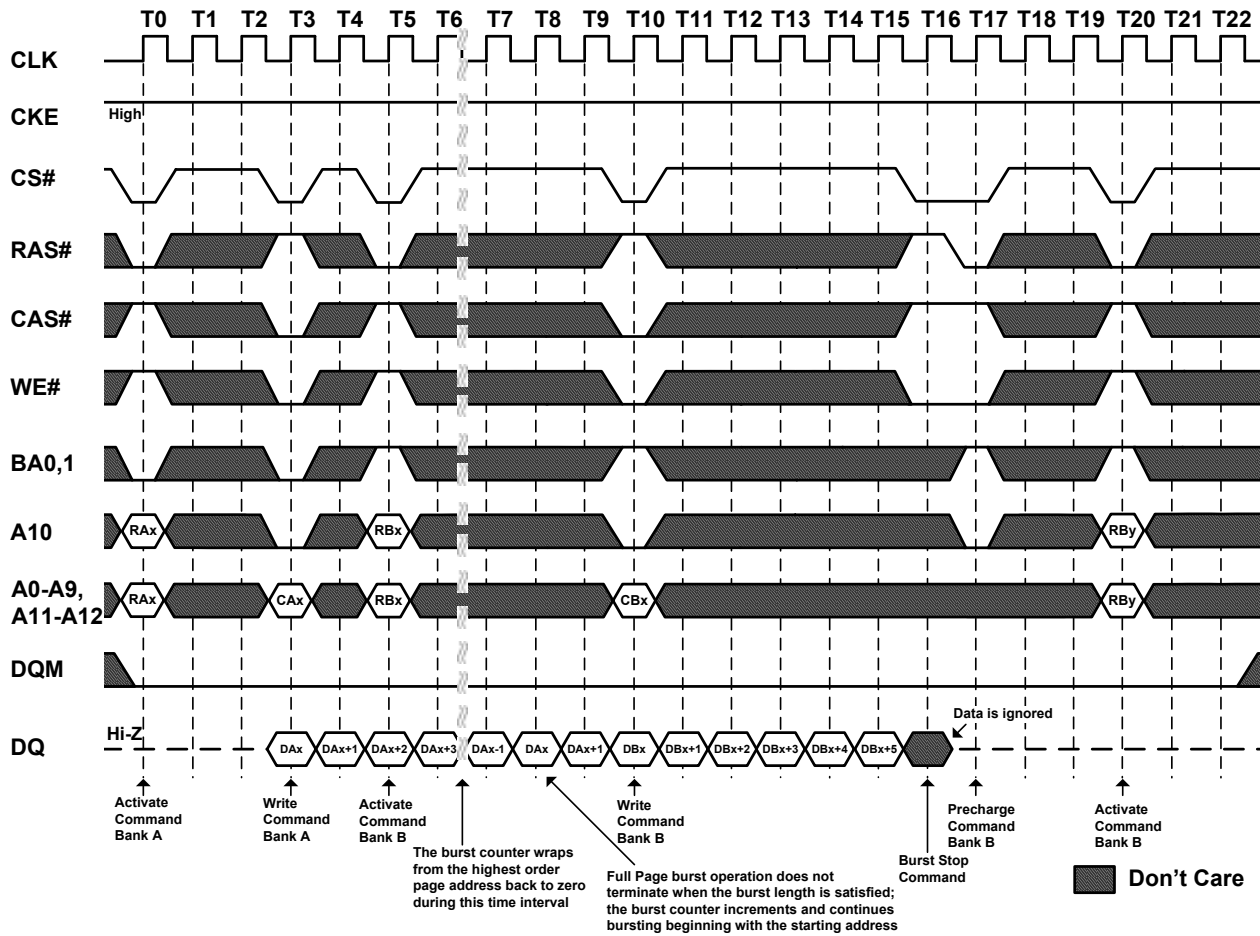 T0 T1 T2 T3 T4 T5 T6 T7 T8 T9 T10 T11 T12 T13 T14 T15 T16 T17 T18 T19 T20 T21 T22
CLK
CKE
High
CS#
RAS#
CAS#
WE#
BA0,1
A10
RAx RBx RBy
A0-A9,
A11-A12
RAx CAx RBx CBx RBy
DQM
DQ
Hi-Z
DAx DAx+1 DAx+2 DAx+3 DAx-1 DAx DAx+1 DBx DBx+1 DBx+2 DBx+3 DBx+4 DBx+5
Data is ignored
Activate
Command
Bank A
Write
Command
Bank A
Activate
Command
Bank B
The burst counter wraps
from the highest order
page address back to zero
during this time interval
Full Page burst operation does not
terminate when the burst length is satisfied;
the burst counter increments and continues
bursting beginning with the starting address
Write
Command
Bank B
Burst Stop
Command
Precharge
Command
Bank B
Activate
Command
Bank B
Don't Care